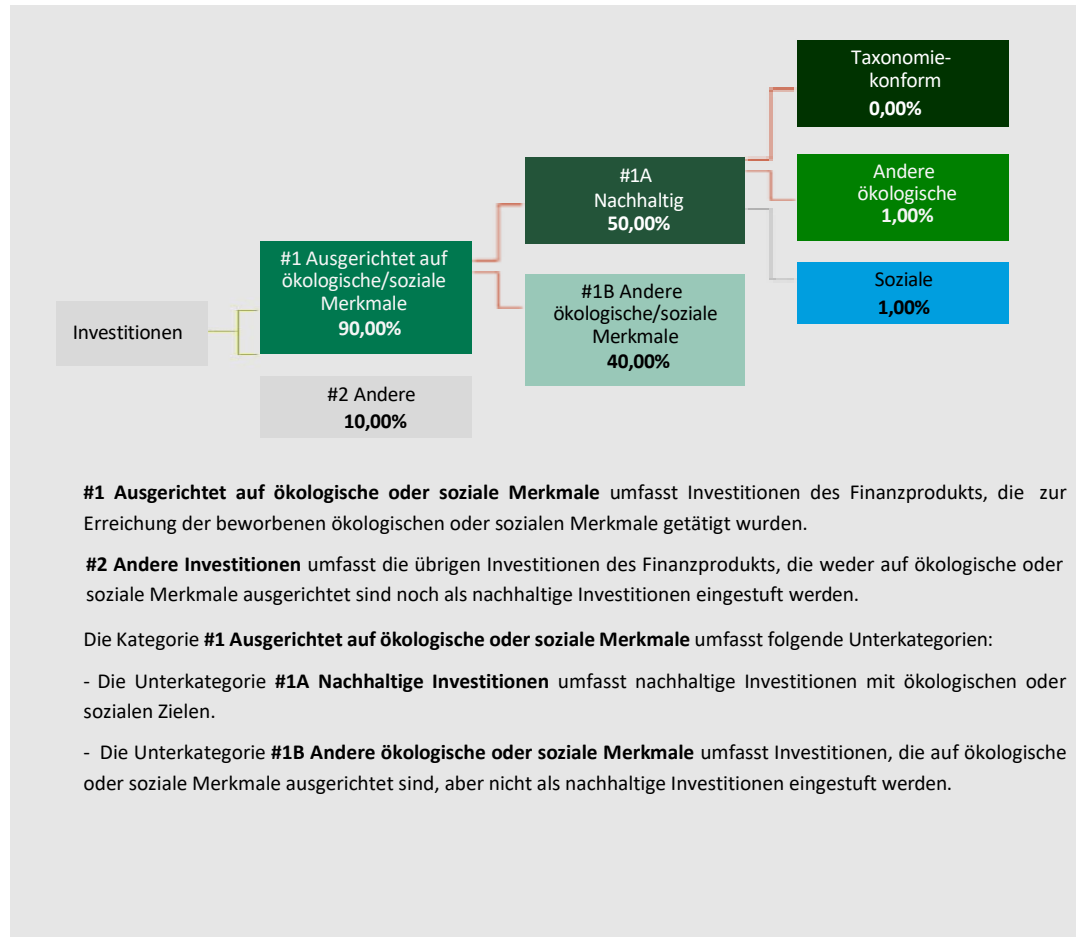 Taxonomie-
konform
0,00%
#1A
Nachhaltig
50,00%
Andere
ökologische
1,00%
#1 Ausgerichtet auf
ökologische/soziale
Merkmale
90,00%
Soziale
1,00%
#1B Andere
ökologische/soziale
Merkmale
40,00%
Investitionen
#2 Andere
10,00%
#1 Ausgerichtet auf ökologische oder soziale Merkmale umfasst Investitionen des Finanzprodukts, die zur
Erreichung der beworbenen ökologischen oder sozialen Merkmale getätigt wurden.
#2 Andere Investitionen umfasst die übrigen Investitionen des Finanzprodukts, die weder auf ökologische oder
soziale Merkmale ausgerichtet sind noch als nachhaltige Investitionen eingestuft werden.
Die Kategorie #1 Ausgerichtet auf ökologische oder soziale Merkmale umfasst folgende Unterkategorien:
- Die Unterkategorie #1A Nachhaltige Investitionen umfasst nachhaltige Investitionen mit ökologischen oder
sozialen Zielen.
- Die Unterkategorie #1B Andere ökologische oder soziale Merkmale umfasst Investitionen, die auf ökologische
oder soziale Merkmale ausgerichtet sind, aber nicht als nachhaltige Investitionen eingestuft werden.